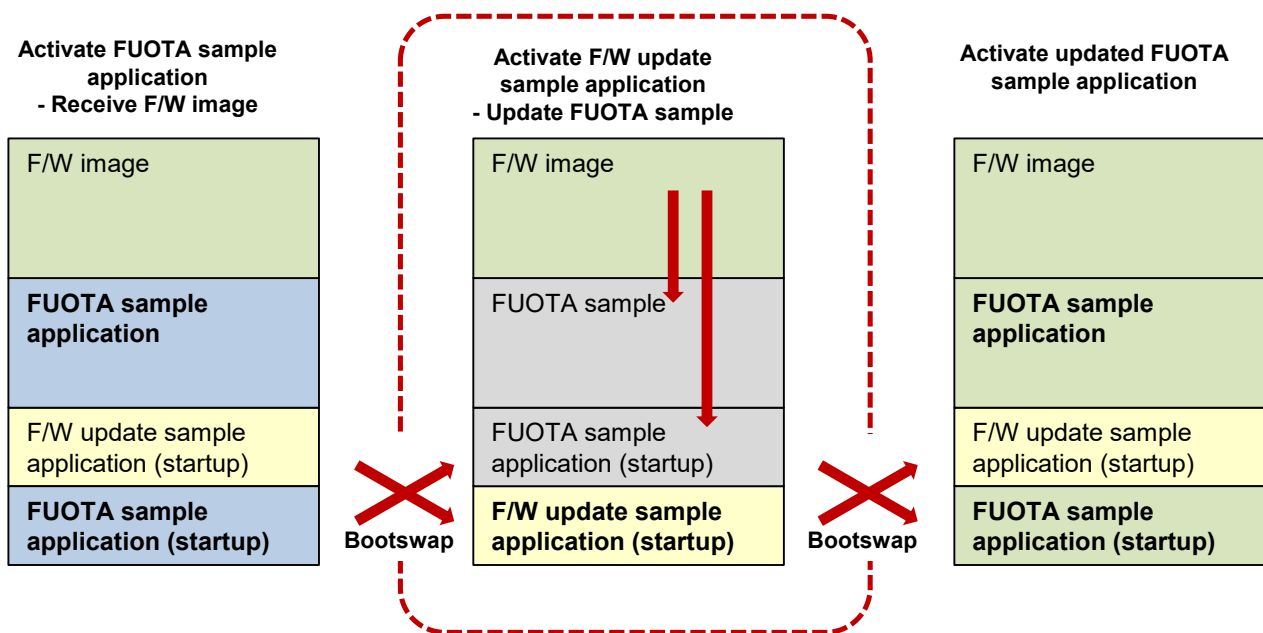 Activate FUOTA sample
application
- Receive F/W image
F/W image
FUOTA sample
application
F/W update sample
application (startup)
FUOTA sample
application (startup)
Bootswap
Activate F/W update
sample application
- Update FUOTA sample
F/W image
FUOTA sample
FUOTA sample
application (startup)
F/W update sample
application (startup)
Bootswap
Activate updated FUOTA
sample application
F/W image
FUOTA sample
application
F/W update sample
application (startup)
FUOTA sample
application (startup)